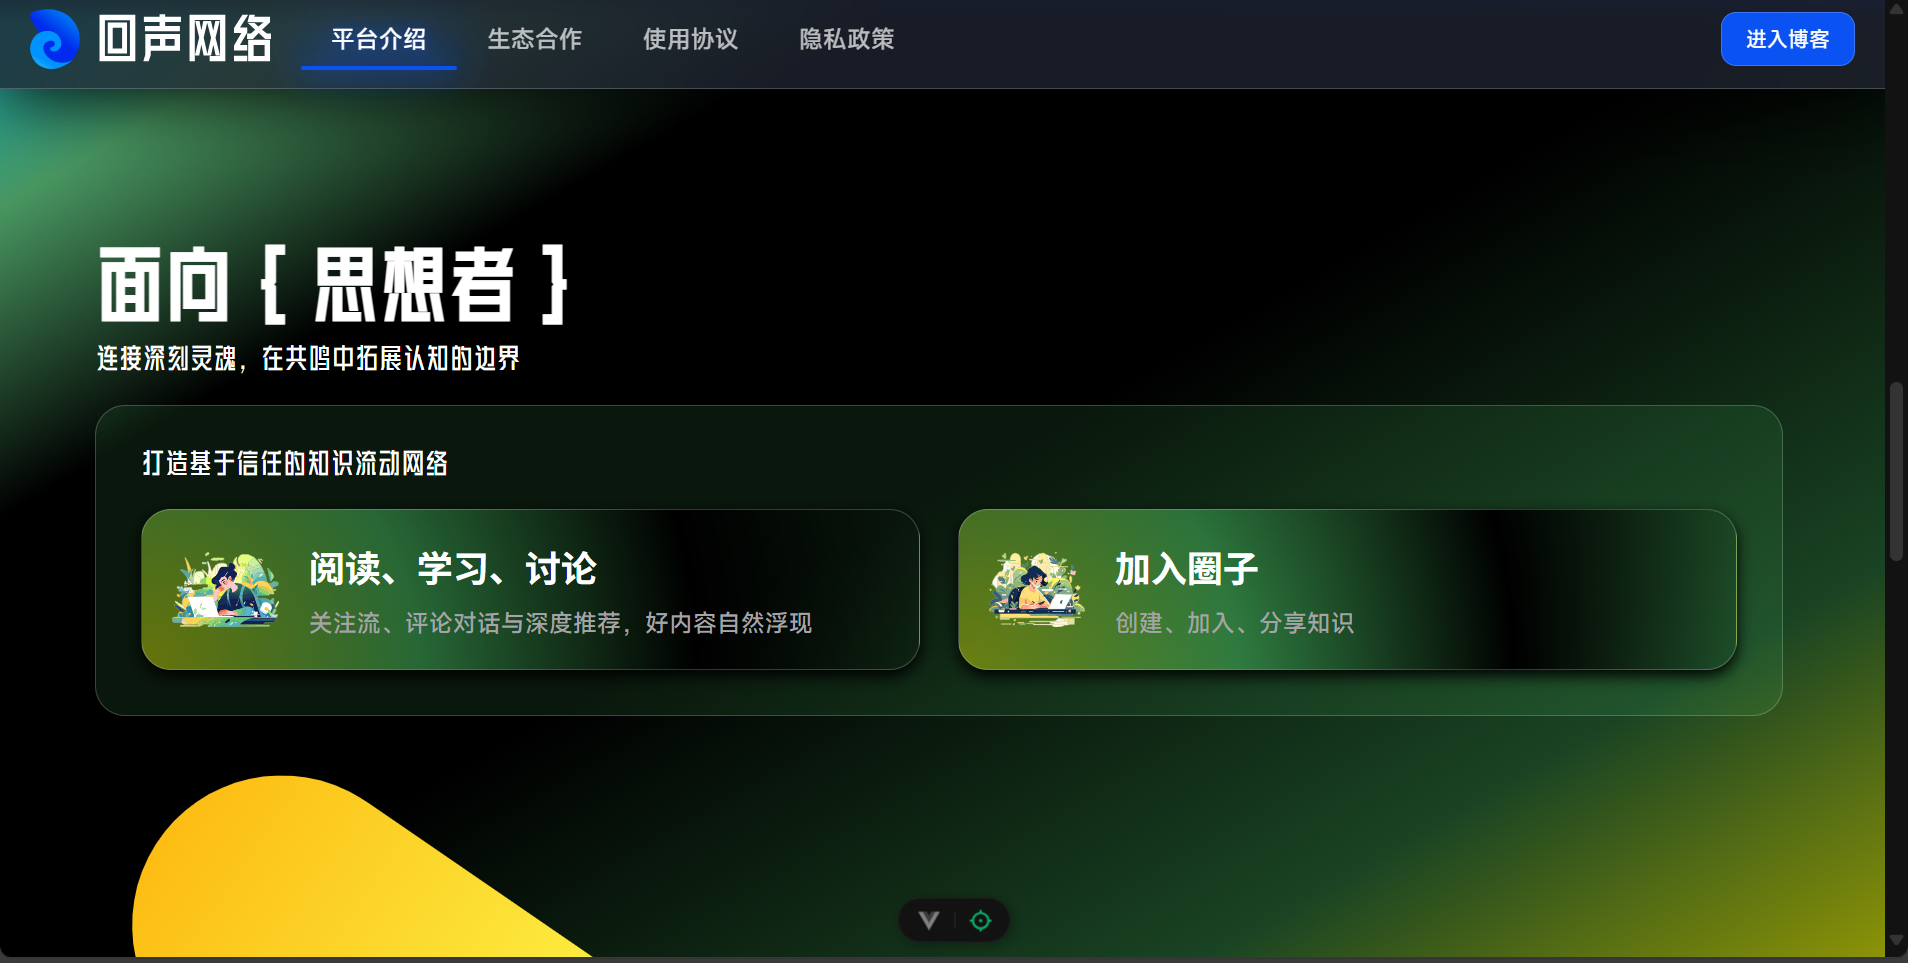 回声网络
平台介绍
生态合作
使用协议
隐私政策
进入博客
面向 { 思想者 }
连接深刻灵魂，在共鸣中拓展认知的边界
打造基于信任的知识流动网络
阅读、学习、讨论
关注流、评论对话与深度推荐，好内容自然浮现
加入圈子
创建、加入、分享知识